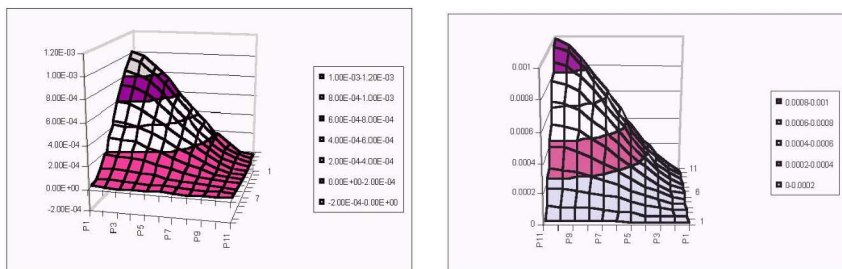 1.20E-03
1.00E-03
8.00E-04
6.00E-04
4.00E-04
2.00E-04
0.00E+00
-2.00E-04
P1
P3
P5
P7
P9
P11
1
7
1.00E-03-1.20E-03
8.00E-04-1.00E-03
6.00E-04-8.00E-04
4.00E-04-6.00E-04
2.00E-04-4.00E-04
0.00E+00-2.00E-04
-2.00E-04-0.00E+00
0.001
0.0008
0.0006
0.0004
0.0002
0
P11
P9
P7
P5
P3
P1
11
6
1
0.0008-0.001
0.0006-0.0008
0.0004-0.0006
0.0002-0.0004
0-0.0002